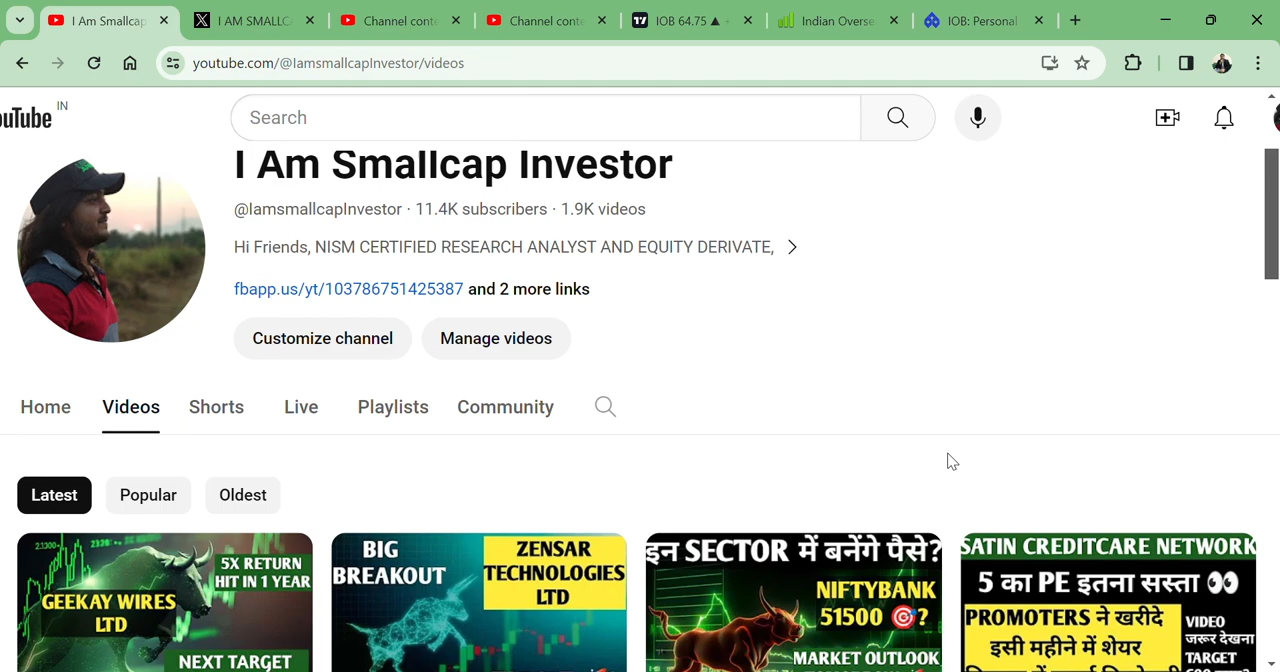 I Am Smallcap
I AM SMALLC
Channel conte
Channel conte
IOB 64.75 ▲ +
Indian Overse
IOB: Personal
youtube.com/@IamsmallcapInvestor/videos
ouTube IN
Search
I Am Smallcap Investor
@IamsmallcapInvestor · 11.4K subscribers · 1.9K videos
Hi Friends, NISM CERTIFIED RESEARCH ANALYST AND EQUITY DERIVATE,
fbapp.us/yt/103786751425387 and 2 more links
Customize channel
Manage videos
Home
Videos
Shorts
Live
Playlists
Community
Latest
Popular
Oldest
5X RETURN
HIT IN 1 YEAR
GEEKAY WIRES
LTD
NEXT TARGET
BIG
BREAKOUT
ZENSAR
TECHNOLOGIES
LTD
इन SECTOR में बनेंगे पैसे?
NIFTYBANK
51500 🎯?
MARKET OUTLOOK
SATIN CREDITCARE NETWORK
5 का PE इतना सस्ता 👀
PROMOTERS ने खरीदे
इसी महीने में शेयर
VIDEO
जरूर देखना
TARGET